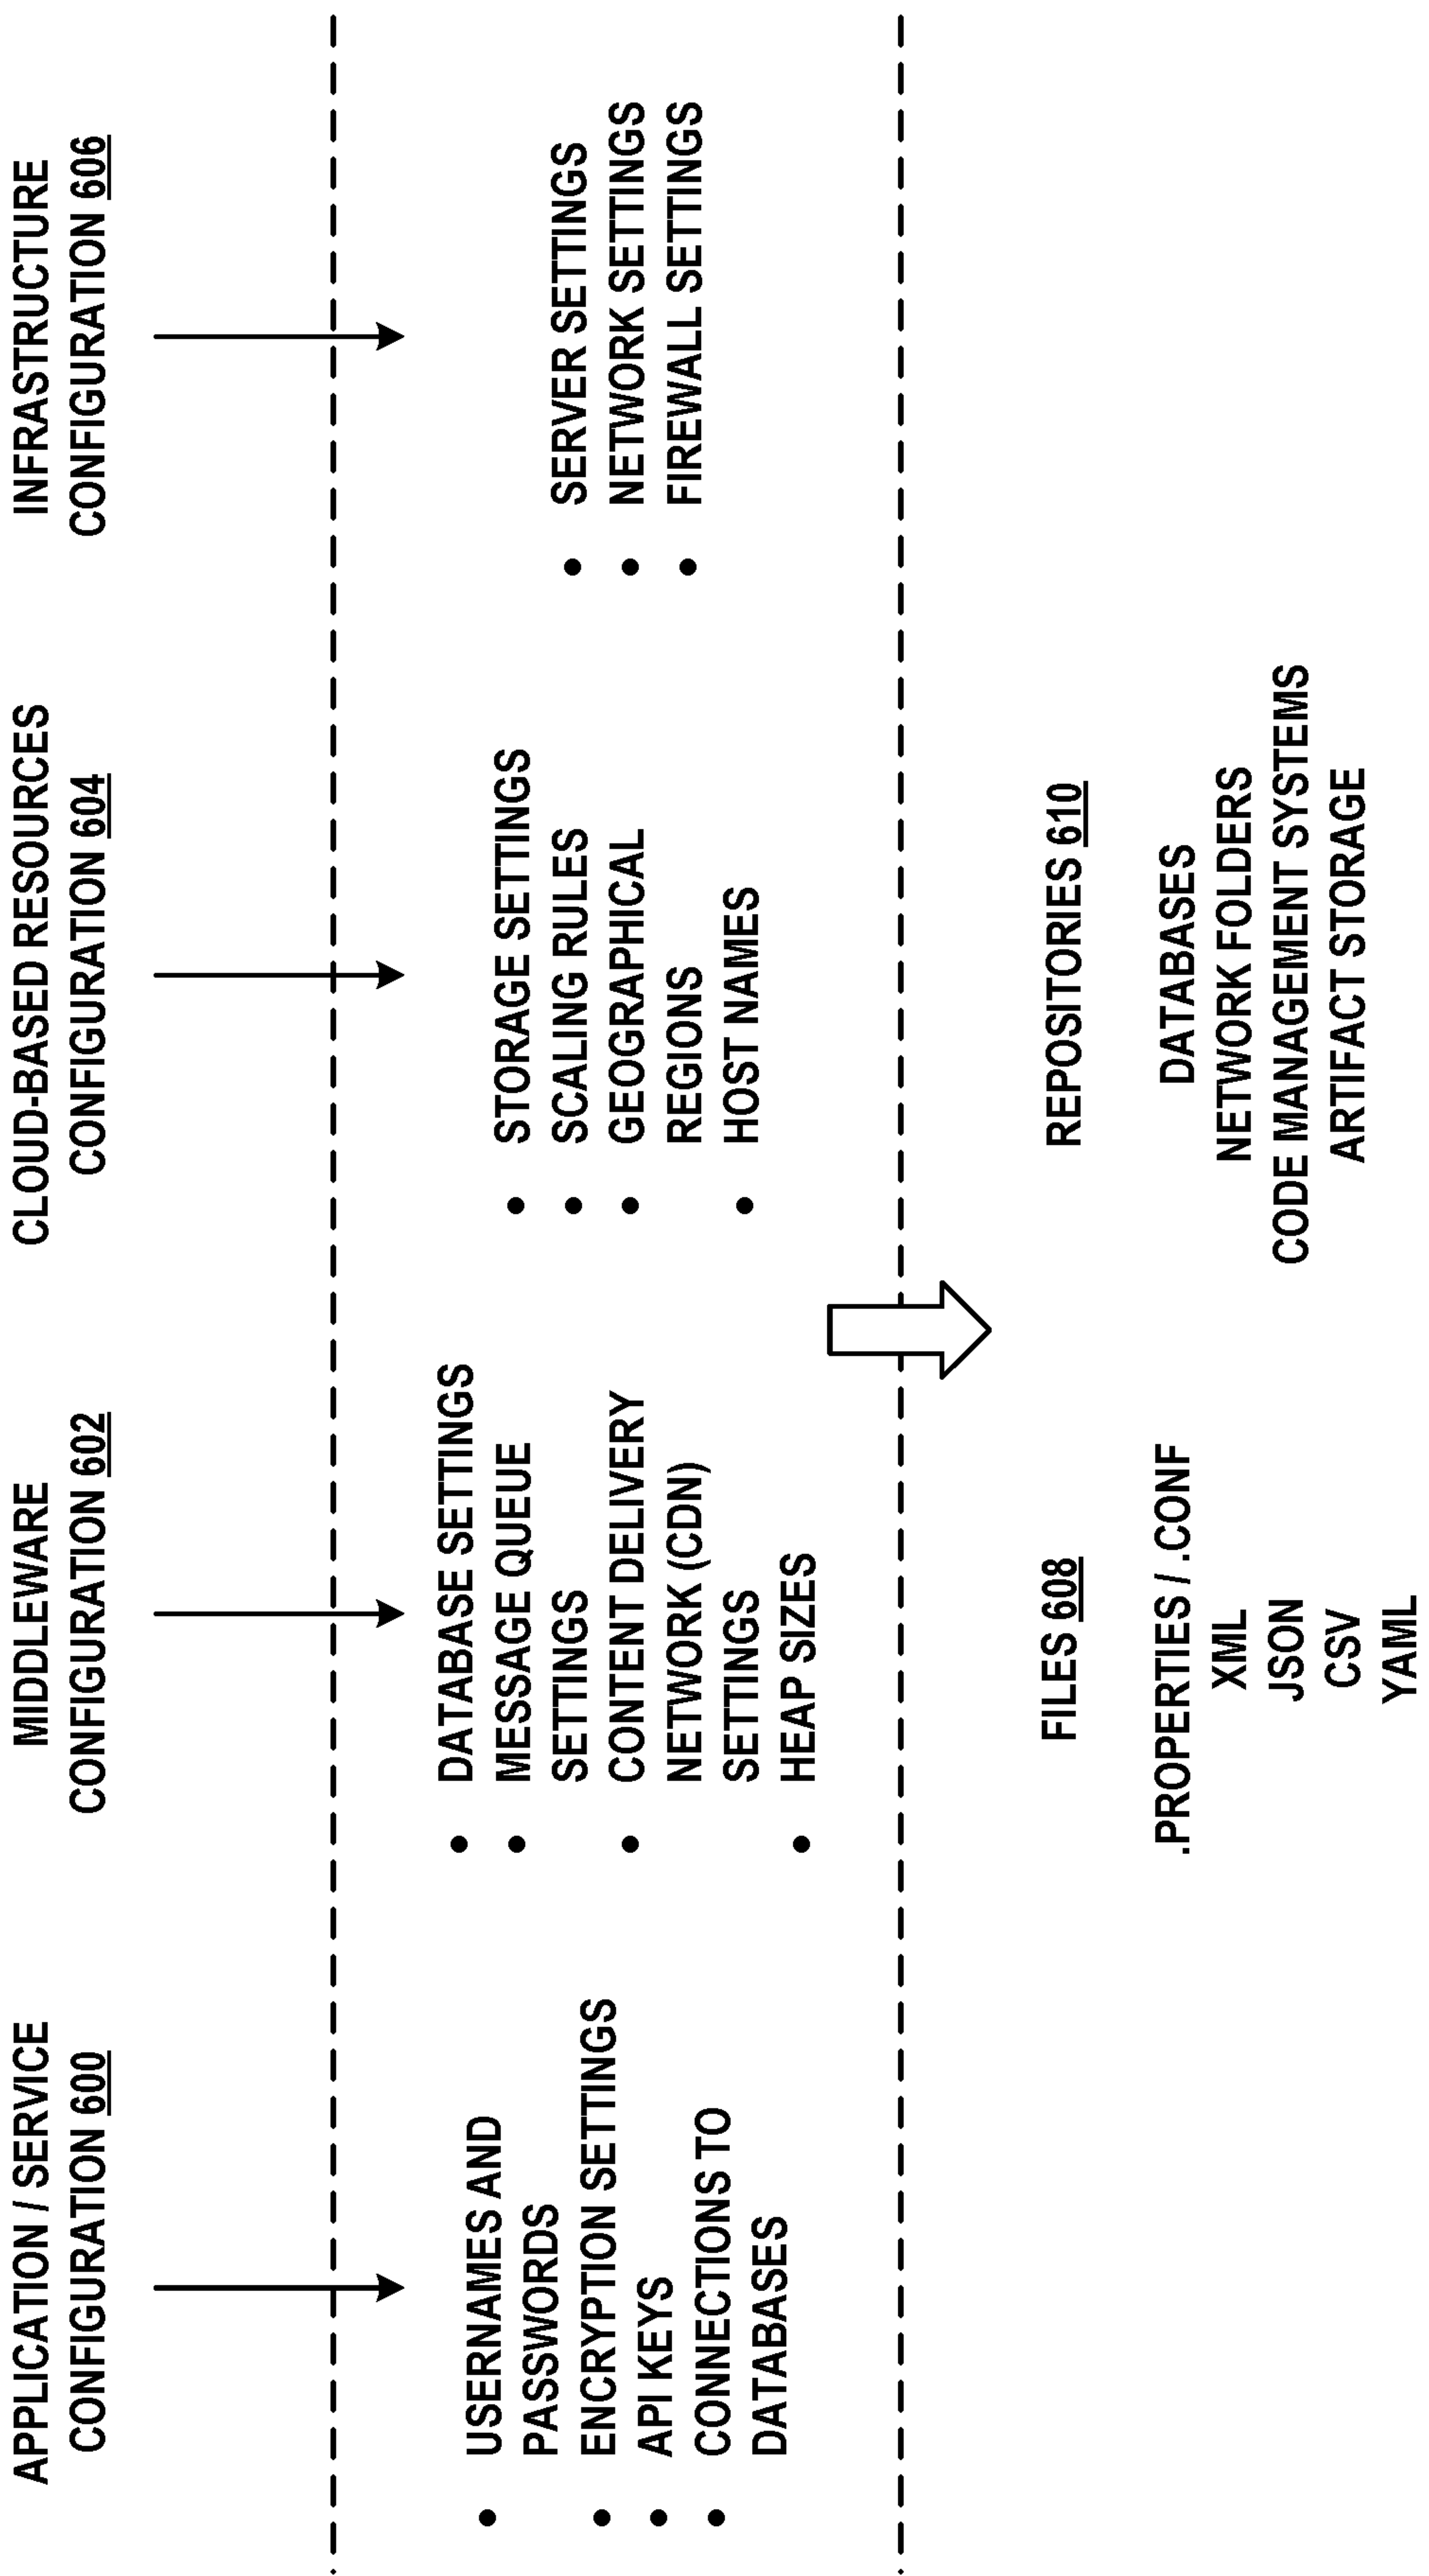 APPLICATION / SERVICE
CONFIGURATION 600
MIDDLEWARE
CONFIGURATION 602
CLOUD-BASED RESOURCES
CONFIGURATION 604
INFRASTRUCTURE
CONFIGURATION 606
• USERNAMES AND
PASSWORDS
• ENCRYPTION SETTINGS
• API KEYS
• CONNECTIONS TO
DATABASES
• DATABASE SETTINGS
• MESSAGE QUEUE
SETTINGS
• CONTENT DELIVERY
NETWORK (CDN)
SETTINGS
• HEAP SIZES
• STORAGE SETTINGS
• SCALING RULES
• GEOGRAPHICAL
REGIONS
• HOST NAMES
• SERVER SETTINGS
• NETWORK SETTINGS
• FIREWALL SETTINGS
FILES 608
.PROPERTIES / .CONF
XML
JSON
CSV
YAML
REPOSITORIES 610
DATABASES
NETWORK FOLDERS
CODE MANAGEMENT SYSTEMS
ARTIFACT STORAGE